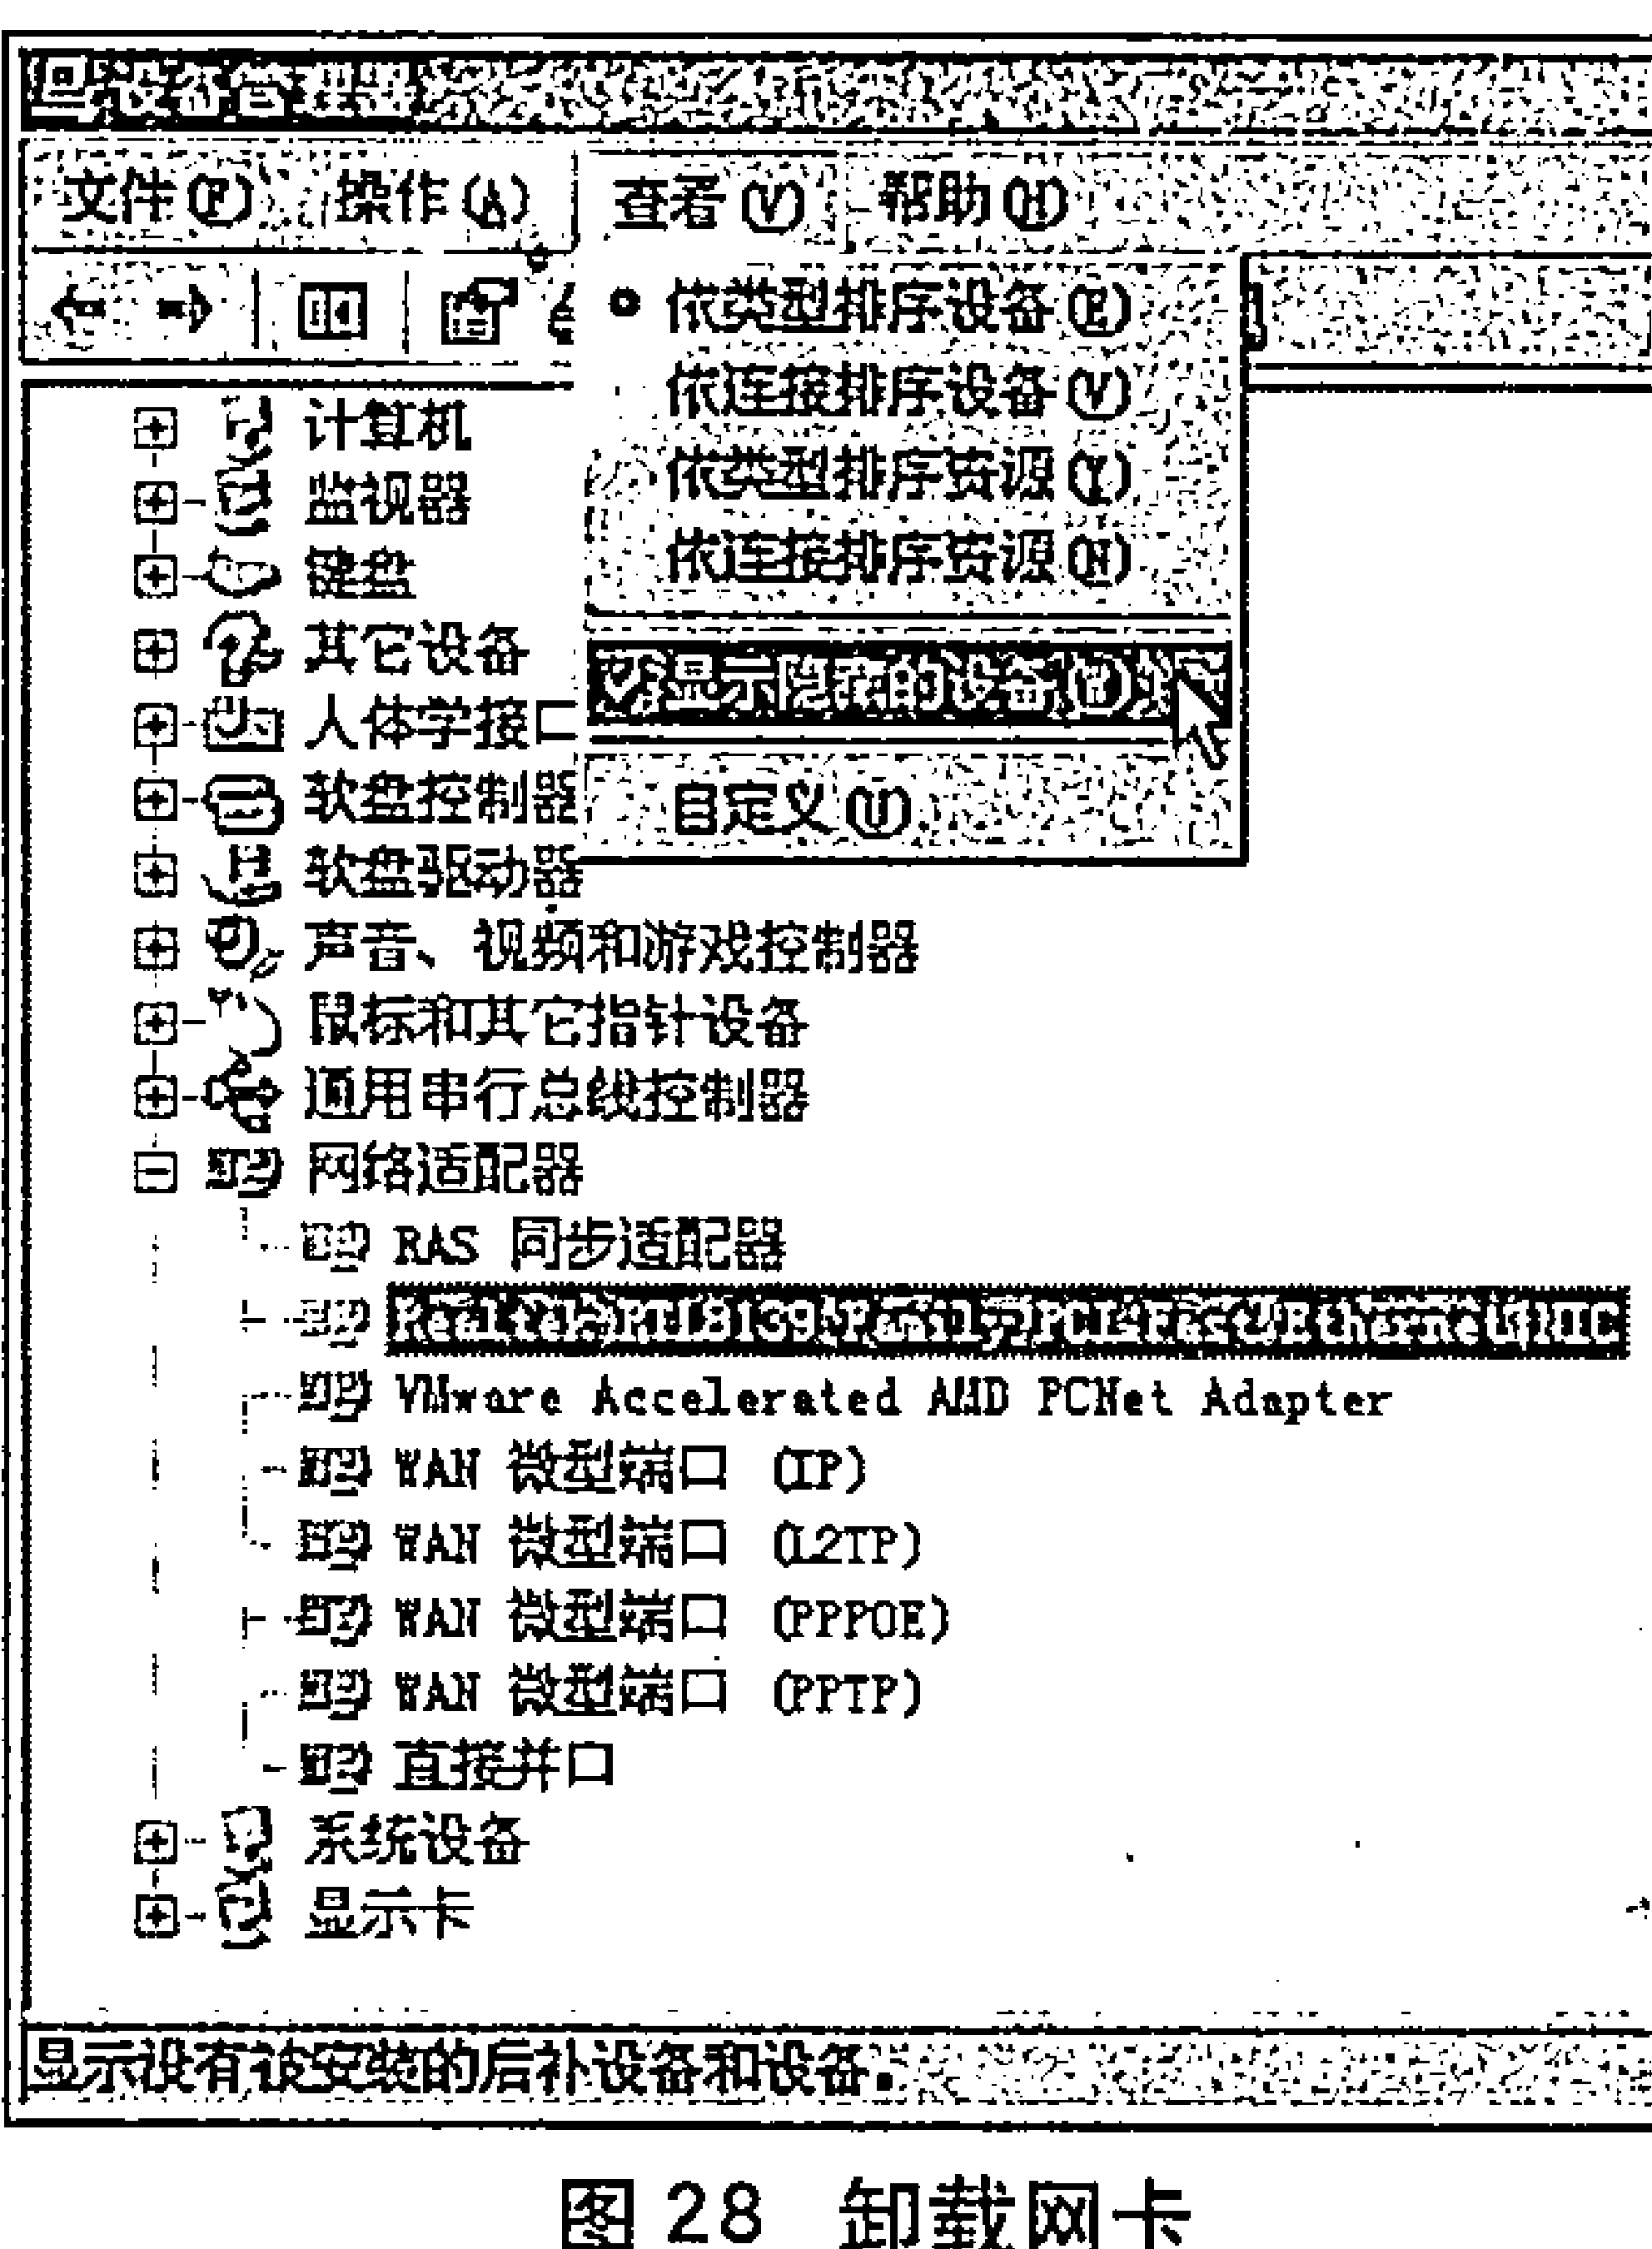 设备管理器
文件(F) 操作(A) 查看(V) 帮助(H)
依类型排序设备(E)
依连接排序设备(V)
依类型排序资源(Y)
依连接排序资源(N)
显示隐藏的设备(W)
自定义(U)
计算机
监视器
键盘
其它设备
人体学接口
软盘控制器
软盘驱动器
声音、视频和游戏控制器
鼠标和其它指针设备
通用串行总线控制器
网络适配器
RAS 同步适配器
Realtek RTL8139 Family PCI Fast Ethernet NIC
VMware Accelerated AMD PCNet Adapter
WAN 微型端口 (IP)
WAN 微型端口 (L2TP)
WAN 微型端口 (PPPOE)
WAN 微型端口 (PPTP)
直接并口
系统设备
显示卡
显示没有被安装的后补设备和设备.
图 28 卸载网卡